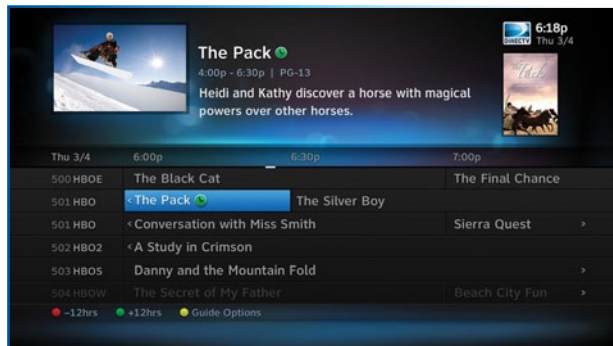 The Pack
4:00p - 6:30p | PG-13
Heidi and Kathy discover a horse with magical
powers over other horses.
DIRECTV
6:18p
Thu 3/4
The Pack
Thu 3/4 6:00p 6:30p 7:00p
500 HBOE The Black Cat The Final Chance
501 HBO <The Pack The Silver Boy
501 HBO <Conversation with Miss Smith Sierra Quest >
502 HBO2 <A Study in Crimson
503 HBOS Danny and the Mountain Fold >
504 HBOW The Secret of My Father Beach City Fun >
-12hrs +12hrs Guide Options